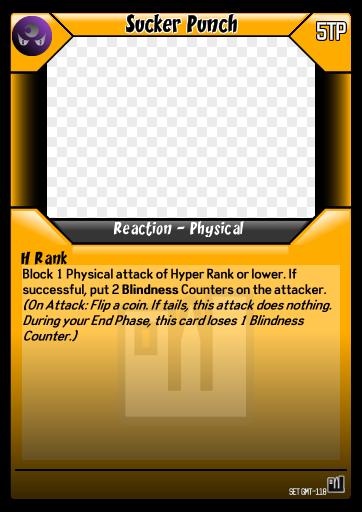 Sucker Punch
5TP
Reaction - Physical
H Rank
Block 1 Physical attack of Hyper Rank or lower. If
successful, put 2 Blindness Counters on the attacker.
(On Attack: Flip a coin. If tails, this attack does nothing.
During your End Phase, this card loses 1 Blindness
Counter.)
SET GMT-118